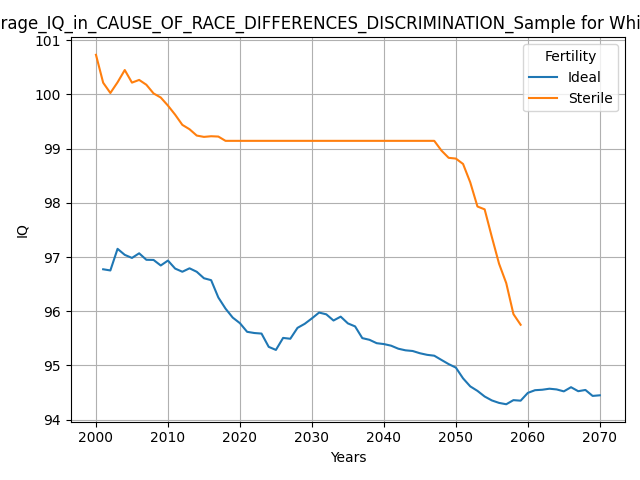 rage_IQ_in_CAUSE_OF_RACE_DIFFERENCES_DISCRIMINATION_Sample for Whi
101
100
99
98
97
96
95
94
IQ
Fertility
Ideal
Sterile
2000 2010 2020 2030 2040 2050 2060 2070
Years